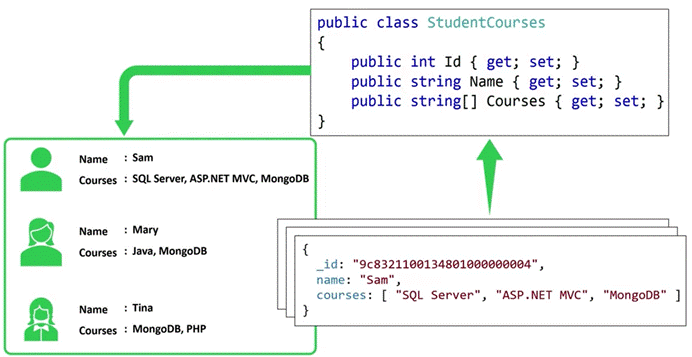 public class StudentCourses
{
public int Id { get; set; }
public string Name { get; set; }
public string[] Courses { get; set; }
}
Name : Sam
Courses : SQL Server, ASP.NET MVC, MongoDB
Name : Mary
Courses : Java, MongoDB
Name : Tina
Courses : MongoDB, PHP
{
_id: "9c8321100134801000000004",
name: "Sam",
courses: [ "SQL Server", "ASP.NET MVC", "MongoDB" ]
}